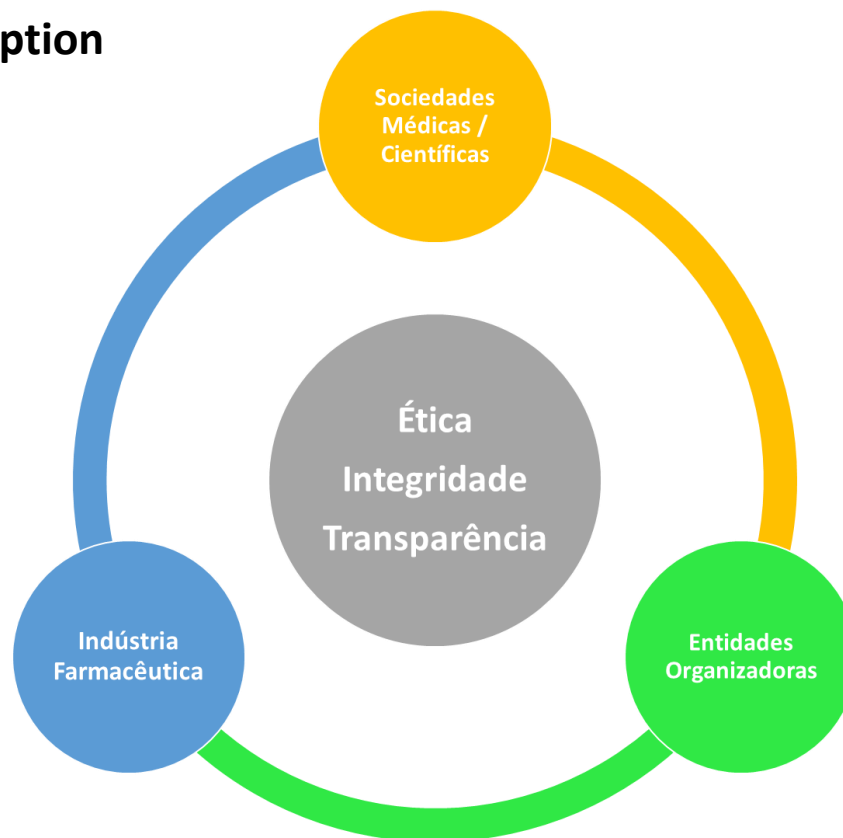 ption
Sociedades
Médicas /
Científicas
Ética
Integridade
Transparência
Indústria
Farmacêutica
Entidades
Organizadoras